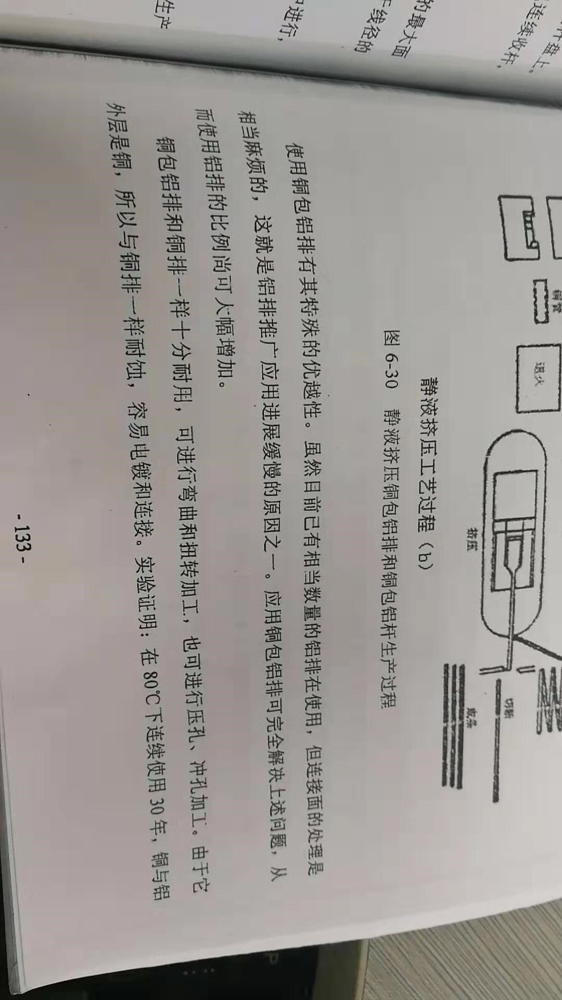 件盘上。
连续收杆，
的最大面
于线径的
中进行，
生产
铜管
退火
挤压
切断
成条
静液挤压工艺过程（b）
图 6-30 静液挤压铜包铝排和铜包铝杆生产过程
使用铜包铝排有其特殊的优越性。虽然目前已有相当数量的铝排在使用，但连接面的处理是
相当麻烦的，这就是铝排推广应用进展缓慢的原因之一。应用铜包铝排可完全解决上述问题，从
而使用铝排的比例尚可大幅增加。
铜包铝排和铜排一样十分耐用，可进行弯曲和扭转加工，也可进行压孔、冲孔加工。由于它
外层是铜，所以与铜排一样耐蚀，容易电镀和连接。实验证明：在 80℃下连续使用 30 年，铜与铝
-133-
P